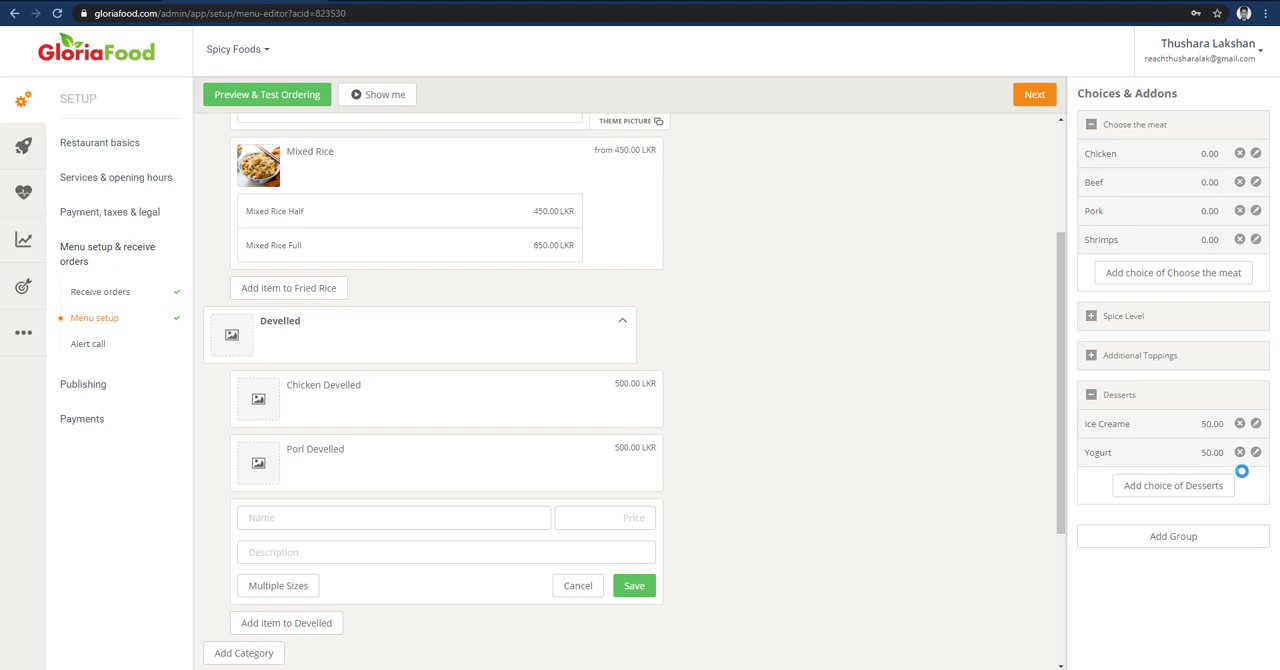 gloriafood.com/admin/app/setup/menu-editor?acid=823530
GloriaFood
Spicy Foods
Thushara Lakshan
reachthusharalak@gmail.com
SETUP
Restaurant basics
Services & opening hours
Payment, taxes & legal
Menu setup & receive
orders
Receive orders
Menu setup
Alert call
Publishing
Payments
Preview & Test Ordering
Show me
Next
THEME PICTURE
Mixed Rice
from 450.00 LKR
Mixed Rice Half
450.00 LKR
Mixed Rice Full
650.00 LKR
Add item to Fried Rice
Develled
Chicken Develled
500.00 LKR
Porl Develled
500.00 LKR
Name
Price
Description
Multiple Sizes
Cancel
Save
Add item to Develled
Add Category
Choices & Addons
Choose the meat
Chicken 0.00
Beef 0.00
Pork 0.00
Shrimps 0.00
Add choice of Choose the meat
Spice Level
Additional Toppings
Desserts
Ice Creame 50.00
Yogurt 50.00
Add choice of Desserts
Add Group